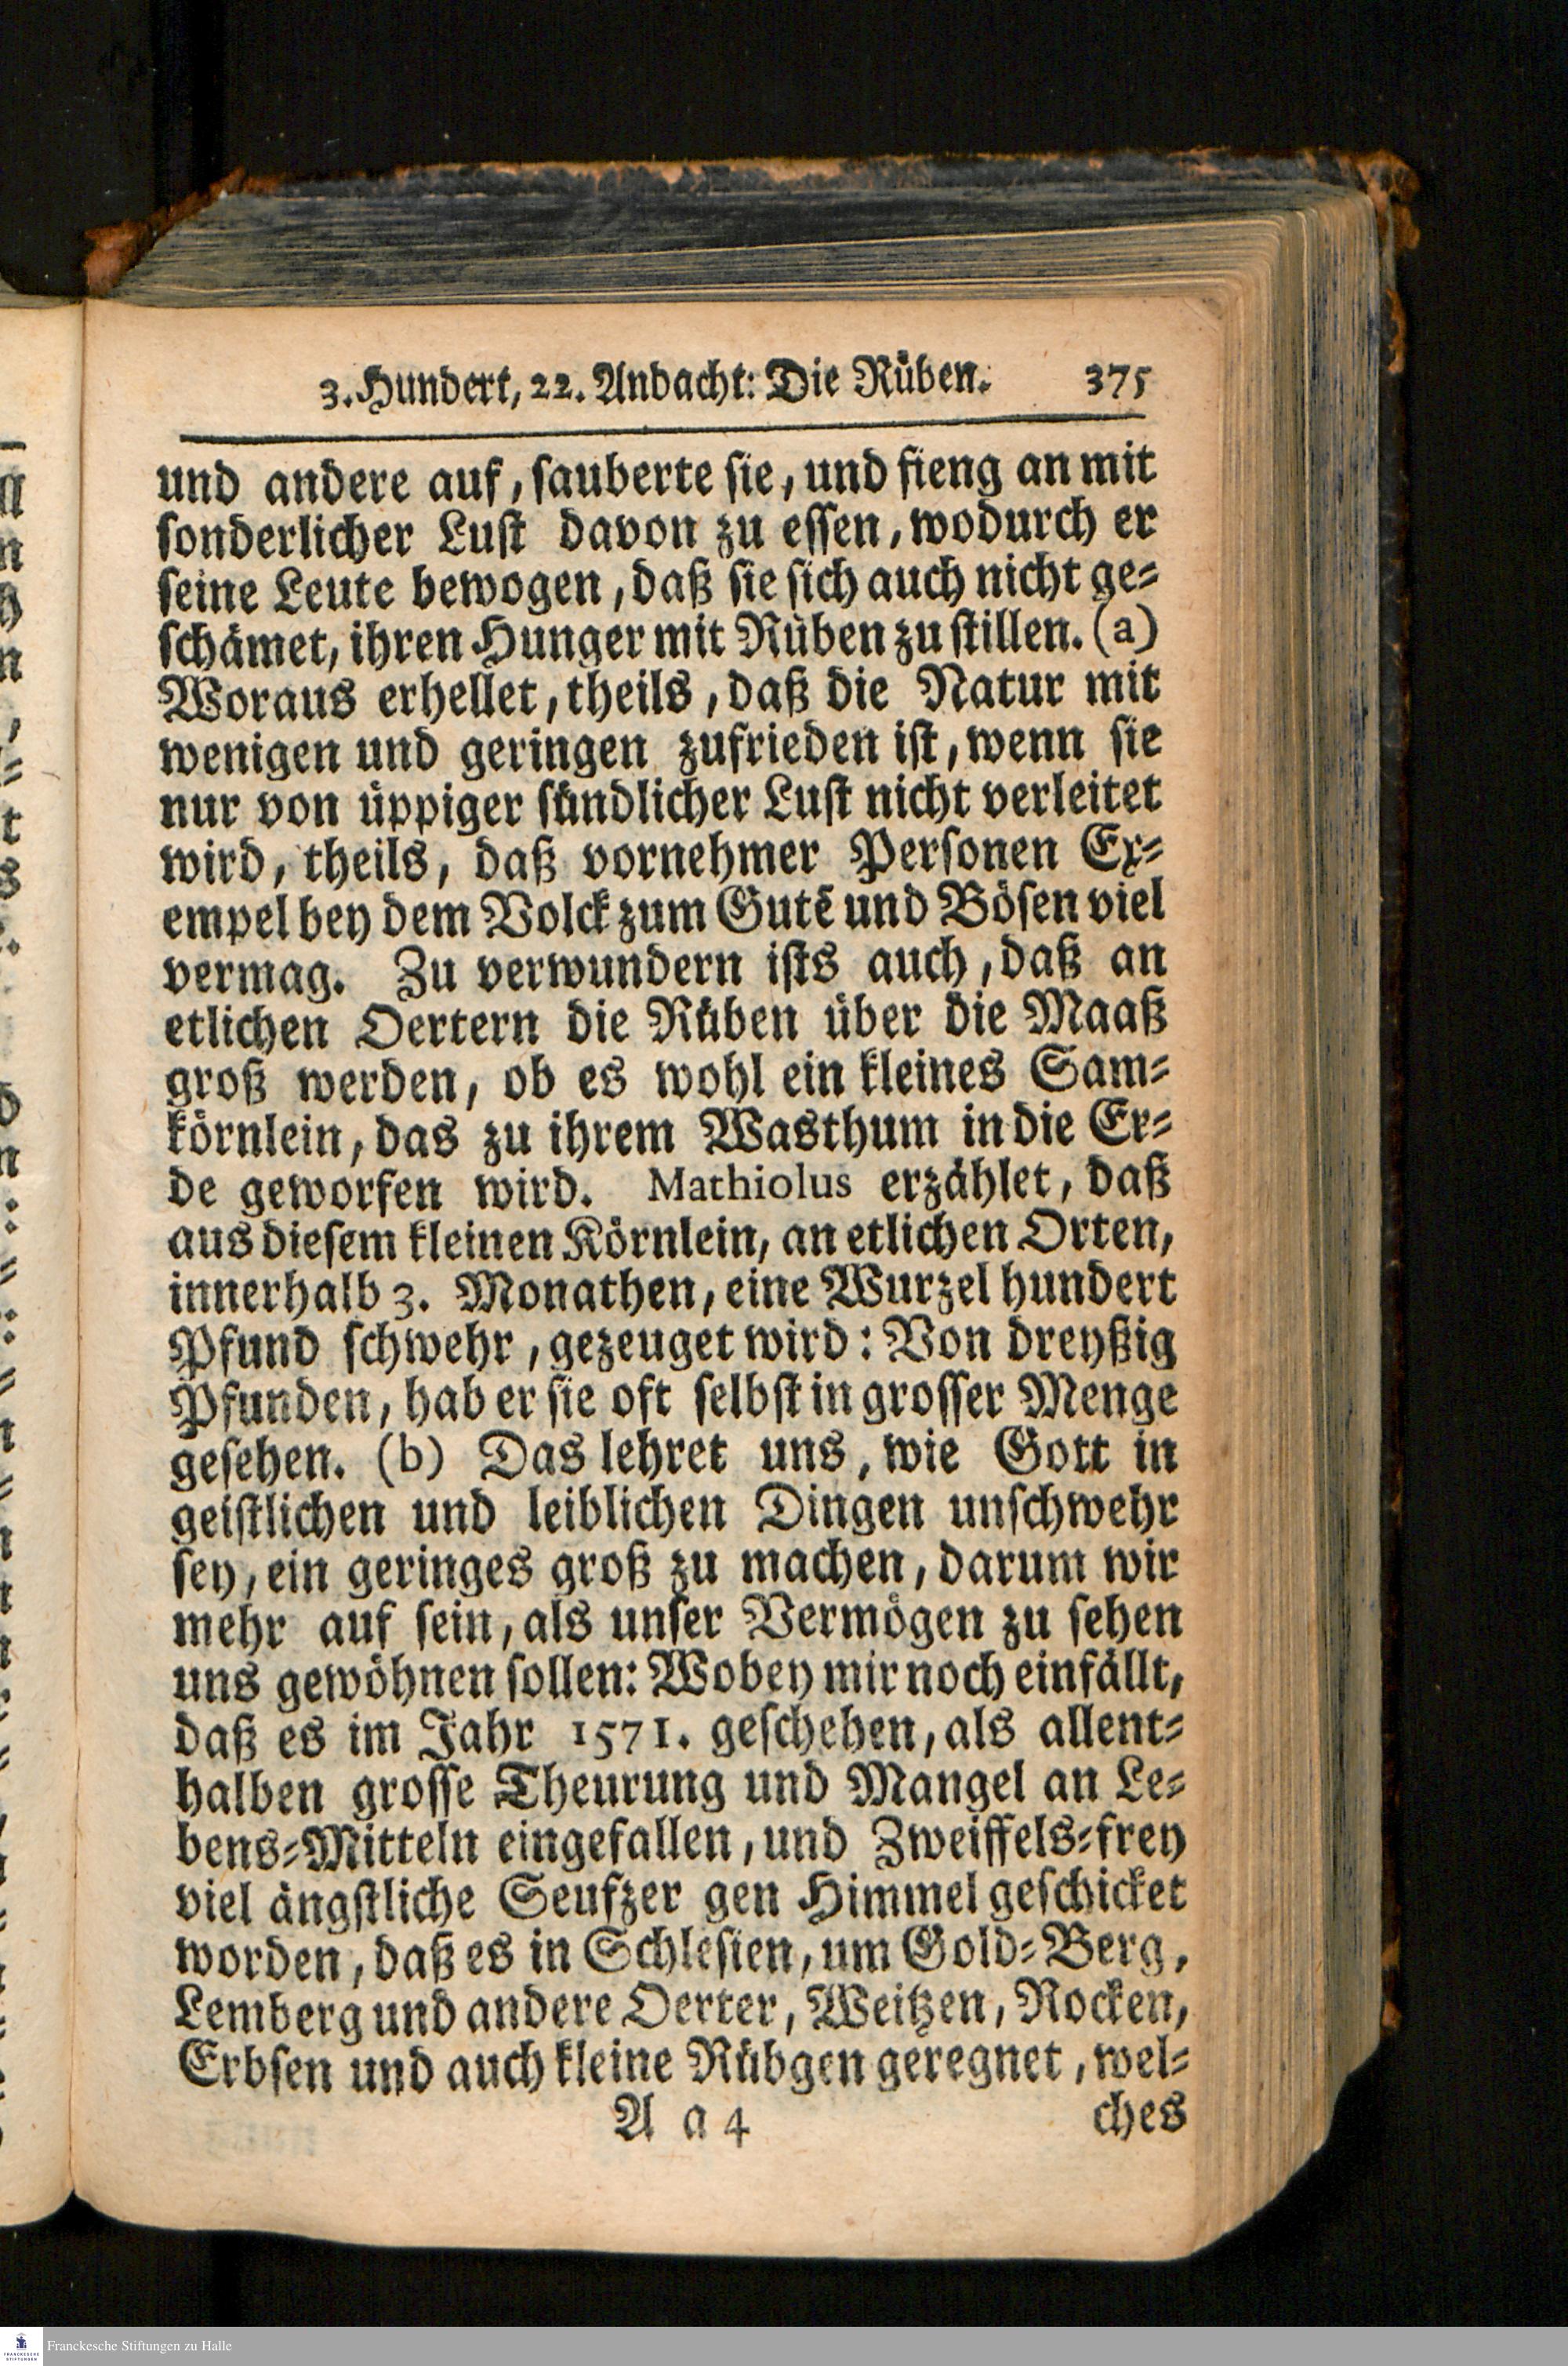 3. Hundert, 22. Andacht: Die Rüben. 375
und andere auf, sauberte sie, und fieng an mit
sonderlicher Lust davon zu essen, wodurch er
seine Leute bewogen, daß sie sich auch nicht ge=
schämet, ihren Hunger mit Rüben zu stillen. (a)
Woraus erhellet, theils, daß die Natur mit
wenigen und geringen zufrieden ist, wenn sie
nur von üppiger sündlicher Lust nicht verleitet
wird, theils, daß vornehmer Personen Ex=
empel bey dem Volck zum Gutē und Bösen viel
vermag. Zu verwundern ists auch, daß an
etlichen Oertern die Rüben über die Maaß
groß werden, ob es wohl ein kleines Sam=
körnlein, das zu ihrem Wasthum in die Er=
de geworfen wird. Mathiolus erzählet, daß
aus diesem kleinen Körnlein, an etlichen Orten,
innerhalb 3. Monathen, eine Wurzel hundert
Pfund schwehr, gezeuget wird: Von dreyßig
Pfunden, hab er sie oft selbst in grosser Menge
gesehen. (b) Das lehret uns, wie Gott in
geistlichen und leiblichen Dingen unschwehr
sey, ein geringes groß zu machen, darum wir
mehr auf sein, als unser Vermögen zu sehen
uns gewöhnen sollen: Wobey mir noch einfällt,
daß es im Jahr 1571. geschehen, als allent=
halben grosse Theurung und Mangel an Le=
bens=Mitteln eingefallen, und Zweiffels=frey
viel ängstliche Seufzer gen Himmel geschicket
worden, daß es in Schlesien, um Gold=Berg,
Lemberg und andere Oerter, Weitzen, Rocken,
Erbsen und auch kleine Rübgen geregnet, wel=
A a 4 ches
Franckesche Stiftungen zu Halle